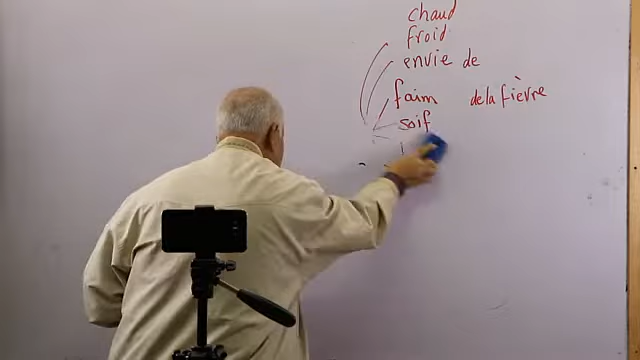 chaud
froid
envie de
faim de la fièvre
soif